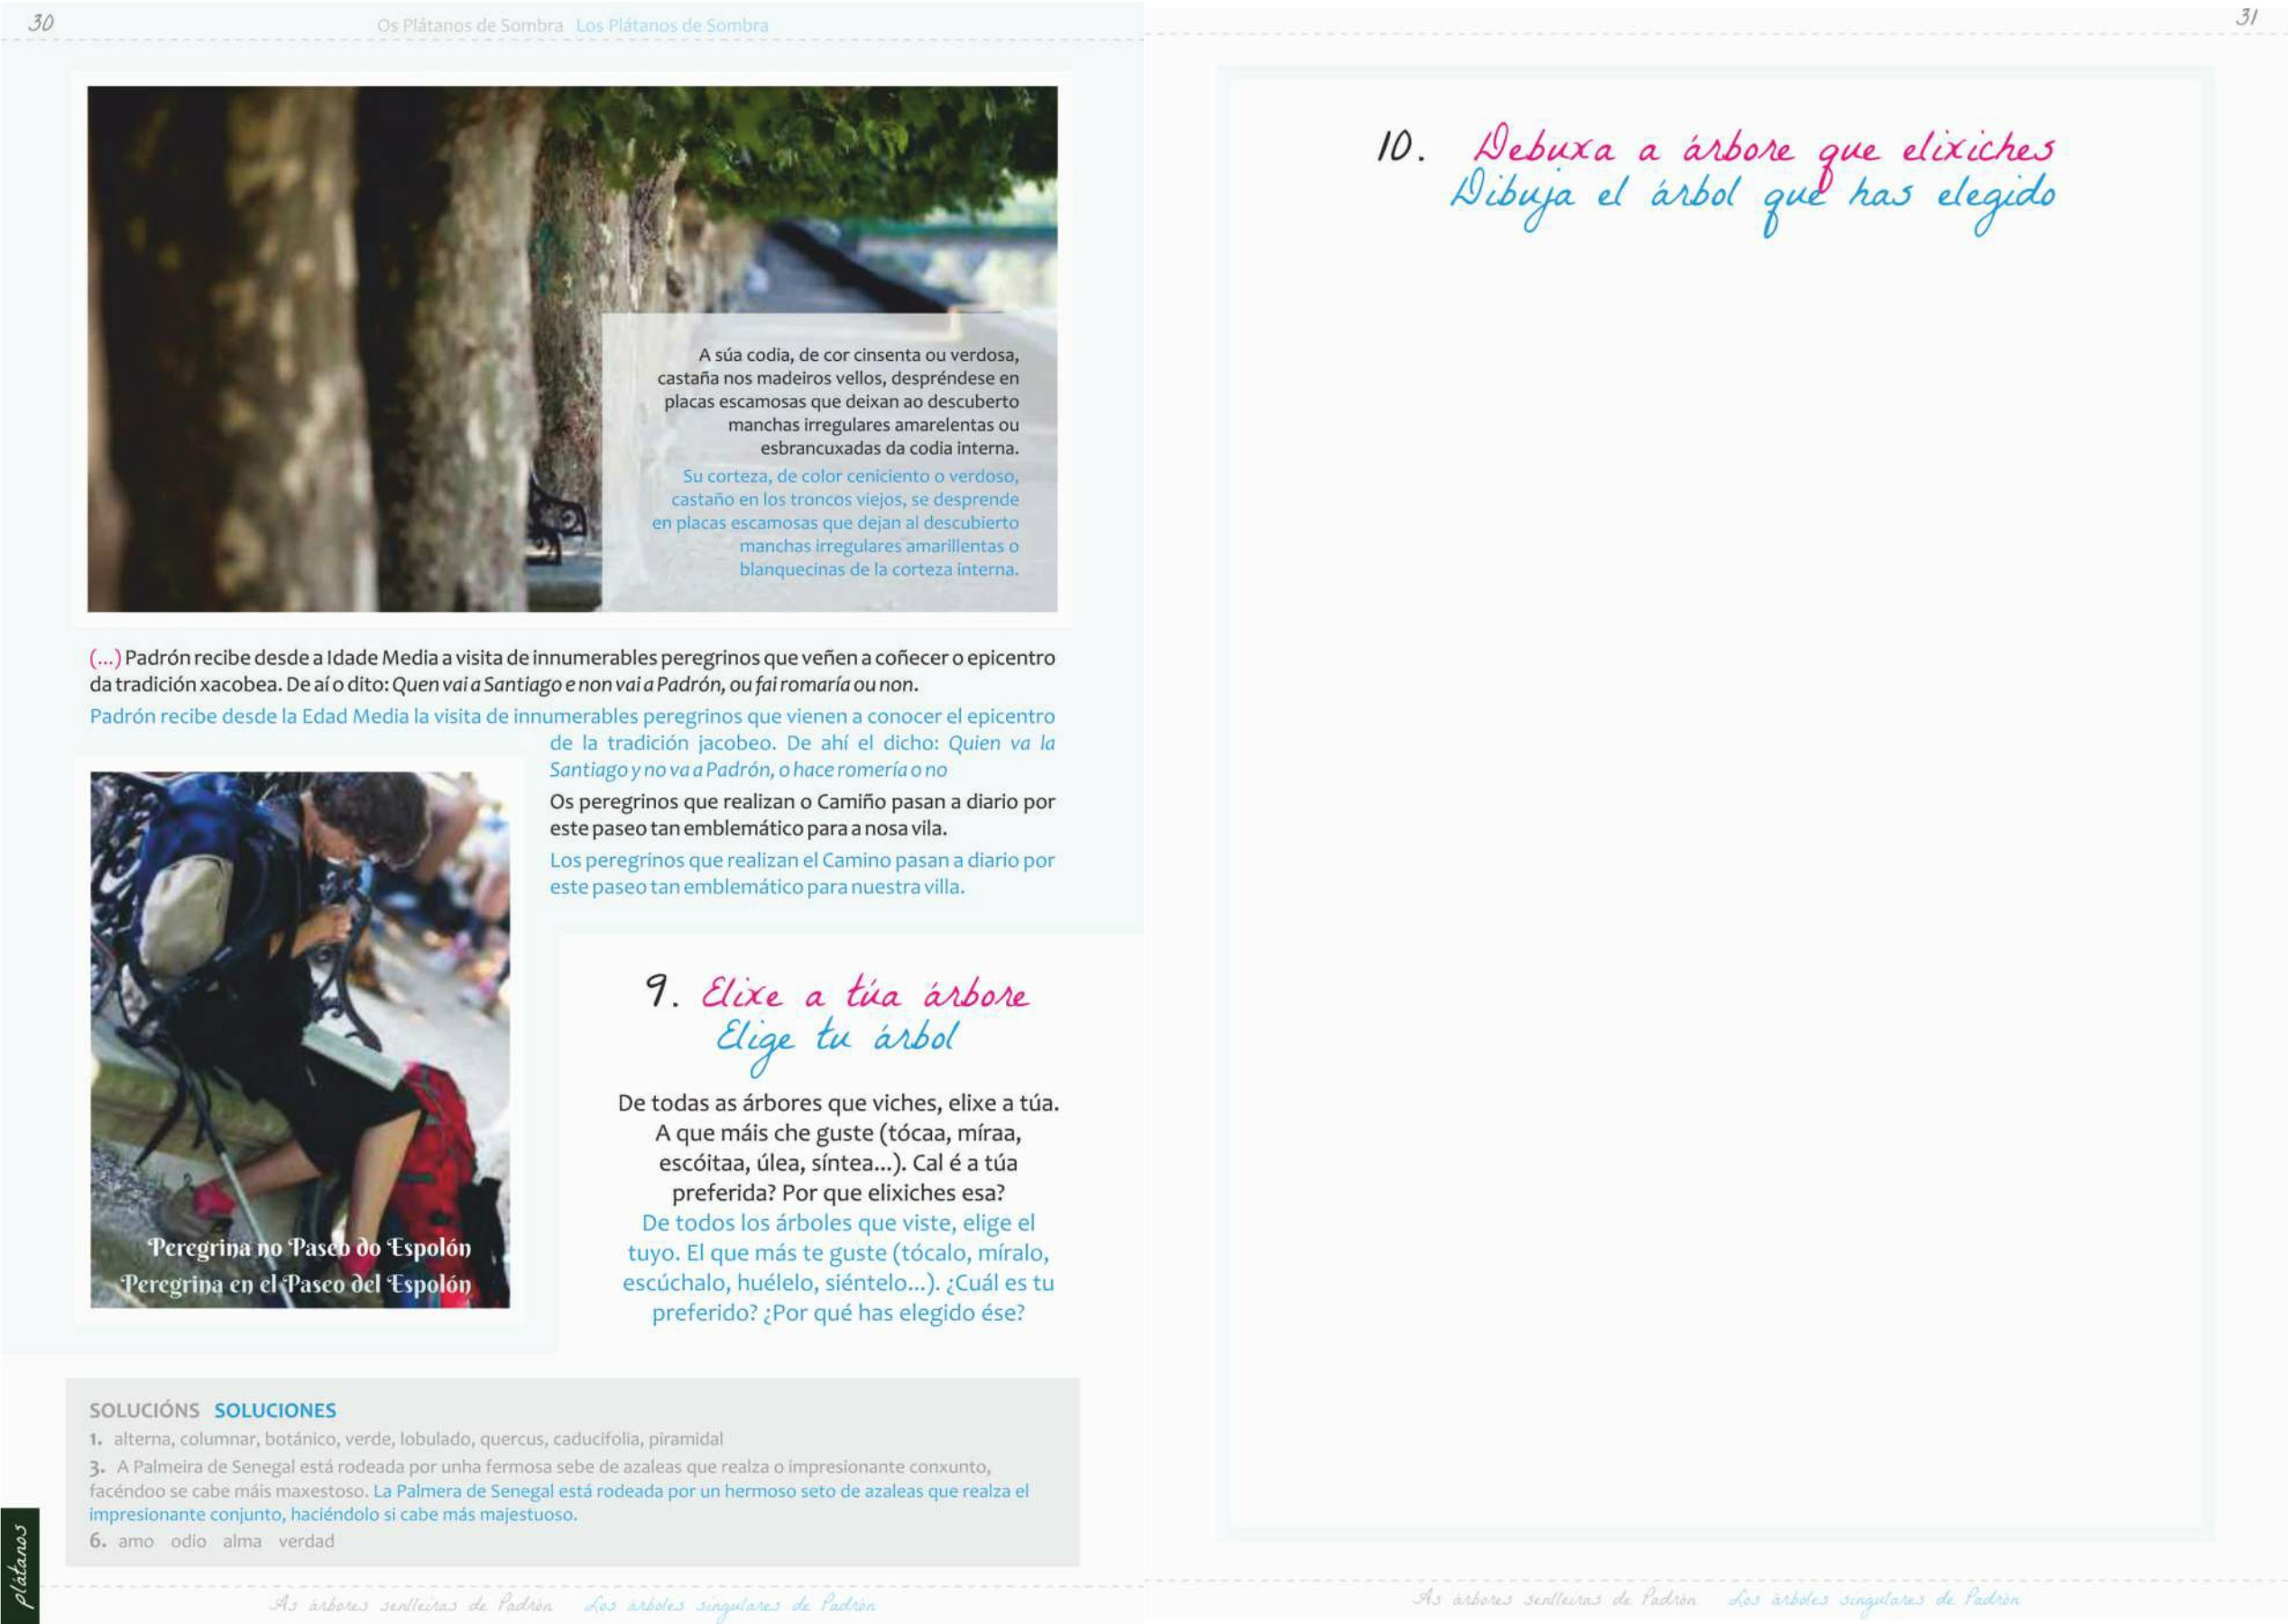 30
Os Plátanos de Sombra Los Plátanos de Sombra
A súa codia, de cor cinsenta ou verdosa,
castaña nos madeiros vellos, despréndese en
placas escamosas que deixan ao descuberto
manchas irregulares amarelentas ou
esbrancuxadas da codia interna.
Su corteza, de color ceniciento o verdoso,
castaño en los troncos viejos, se desprende
en placas escamosas que dejan al descubierto
manchas irregulares amarillentas o
blanquecinas de la corteza interna.
(...) Padrón recibe desde a Idade Media a visita de innumerables peregrinos que veñen a coñecer o epicentro
da tradición xacobea. De aí o dito: Quen vai a Santiago e non vai a Padrón, ou fai romaría ou non.
Padrón recibe desde la Edad Media la visita de innumerables peregrinos que vienen a conocer el epicentro
de la tradición jacobeo. De ahí el dicho: Quien va la
Santiago y no va a Padrón, o hace romería o no
Os peregrinos que realizan o Camiño pasan a diario por
este paseo tan emblemático para a nosa vila.
Los peregrinos que realizan el Camino pasan a diario por
este paseo tan emblemático para nuestra villa.
Peregrina no Paseo do Espolón
Peregrina en el Paseo del Espolón
9. Elixe a túa árbore
Elige tu árbol
De todas as árbores que viches, elixe a túa.
A que máis che guste (tócaa, míraa,
escóitaa, úlea, síntea...). Cal é a túa
preferida? Por que elixiches esa?
De todos los árboles que viste, elige el
tuyo. El que más te guste (tócalo, míralo,
escúchalo, huélelo, siéntelo...). ¿Cuál es tu
preferido? ¿Por qué has elegido ése?
SOLUCIÓNS SOLUCIONES
1. alterna, columnar, botánico, verde, lobulado, quercus, caducifolia, piramidal
3. A Palmeira de Senegal está rodeada por unha fermosa sebe de azaleas que realza o impresionante conxunto,
facéndoo se cabe máis maxestoso. La Palmera de Senegal está rodeada por un hermoso seto de azaleas que realza el
impresionante conjunto, haciéndolo si cabe más majestuoso.
6. amo odio alma verdad
plátanos
As árbores senlleiras de Padrón Los árboles singulares de Padrón
31
10. Debuxa a árbore que elixiches
Dibuja el árbol que has elegido
As árbores senlleiras de Padrón Los árboles singulares de Padrón